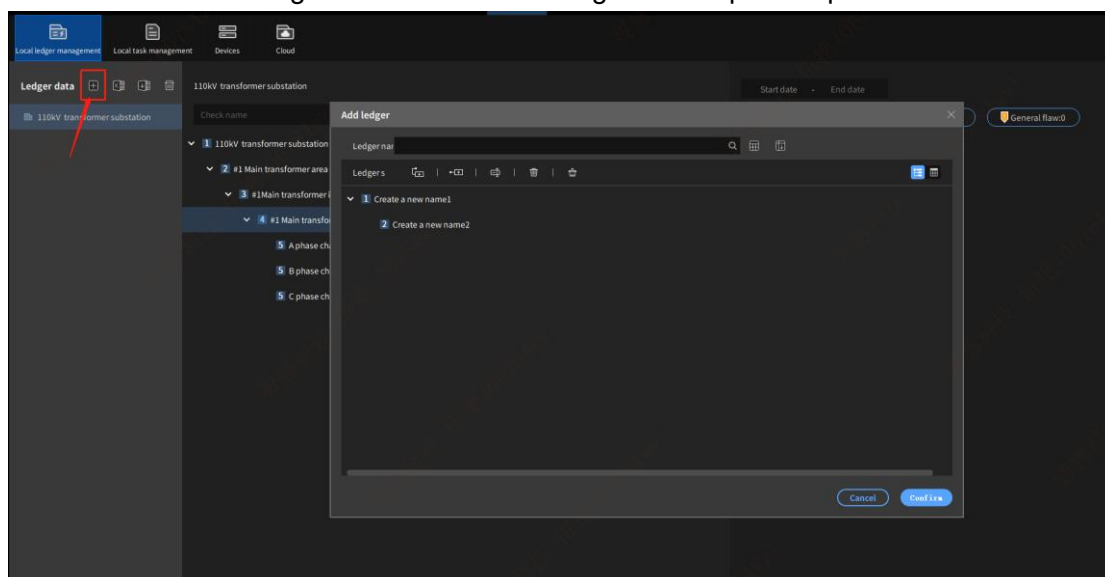 Local ledger management Local task management Devices Cloud
Ledger data
110kV transformer substation
Start date - End date
110kV transformer substation
Check name
General flaw:0
1 110kV transformer substation
2 #1 Main transformer area
3 #1Main transformer
4 #1 Main transfo
5 A phase ch
5 B phase ch
5 C phase ch
Add ledger
Ledger nar
Ledgers
1 Create a new name1
2 Create a new name2
Cancel Confirm